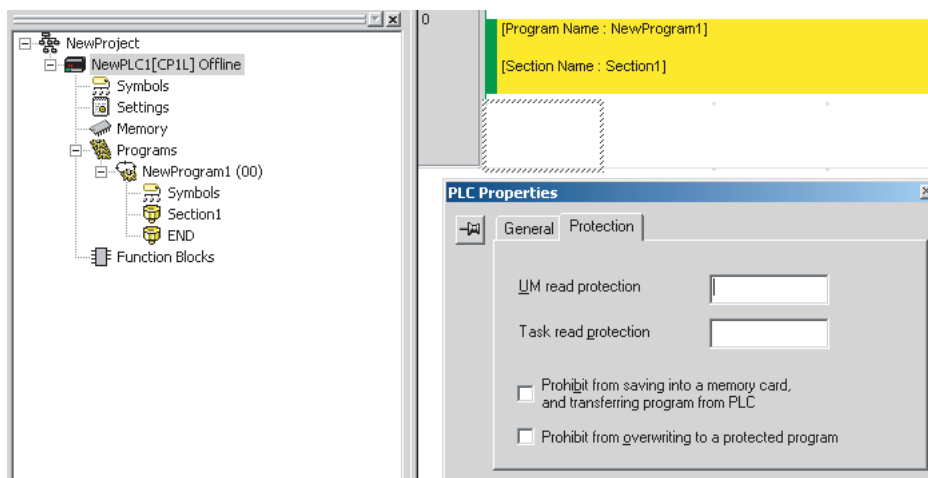 NewProject
NewPLC1[CP1L] Offline
Symbols
Settings
Memory
Programs
NewProgram1 (00)
Symbols
Section1
END
Function Blocks
0
[Program Name : NewProgram1]
[Section Name : Section1]
PLC Properties
General Protection
UM read protection
Task read protection
Prohibit from saving into a memory card,
and transferring program from PLC
Prohibit from overwriting to a protected program